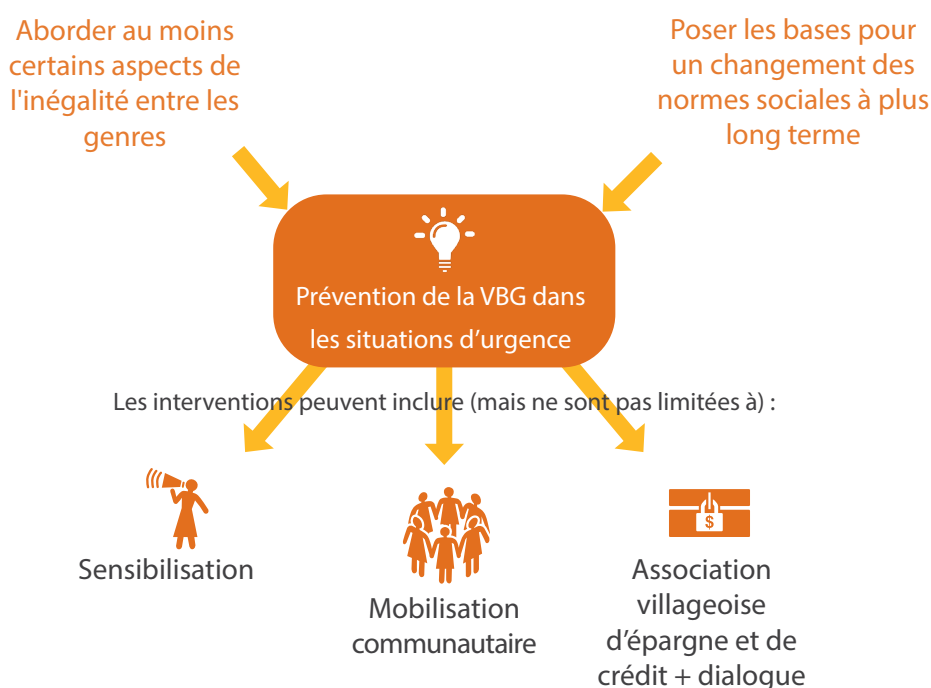 Aborder au moins
certains aspects de
l'inégalité entre les
genres
Poser les bases pour
un changement des
normes sociales à plus
long terme
Prévention de la VBG dans
les situations d’urgence
Les interventions peuvent inclure (mais ne sont pas limitées à) :
Sensibilisation
Mobilisation
communautaire
$
Association
villageoise
d’épargne et de
crédit + dialogue